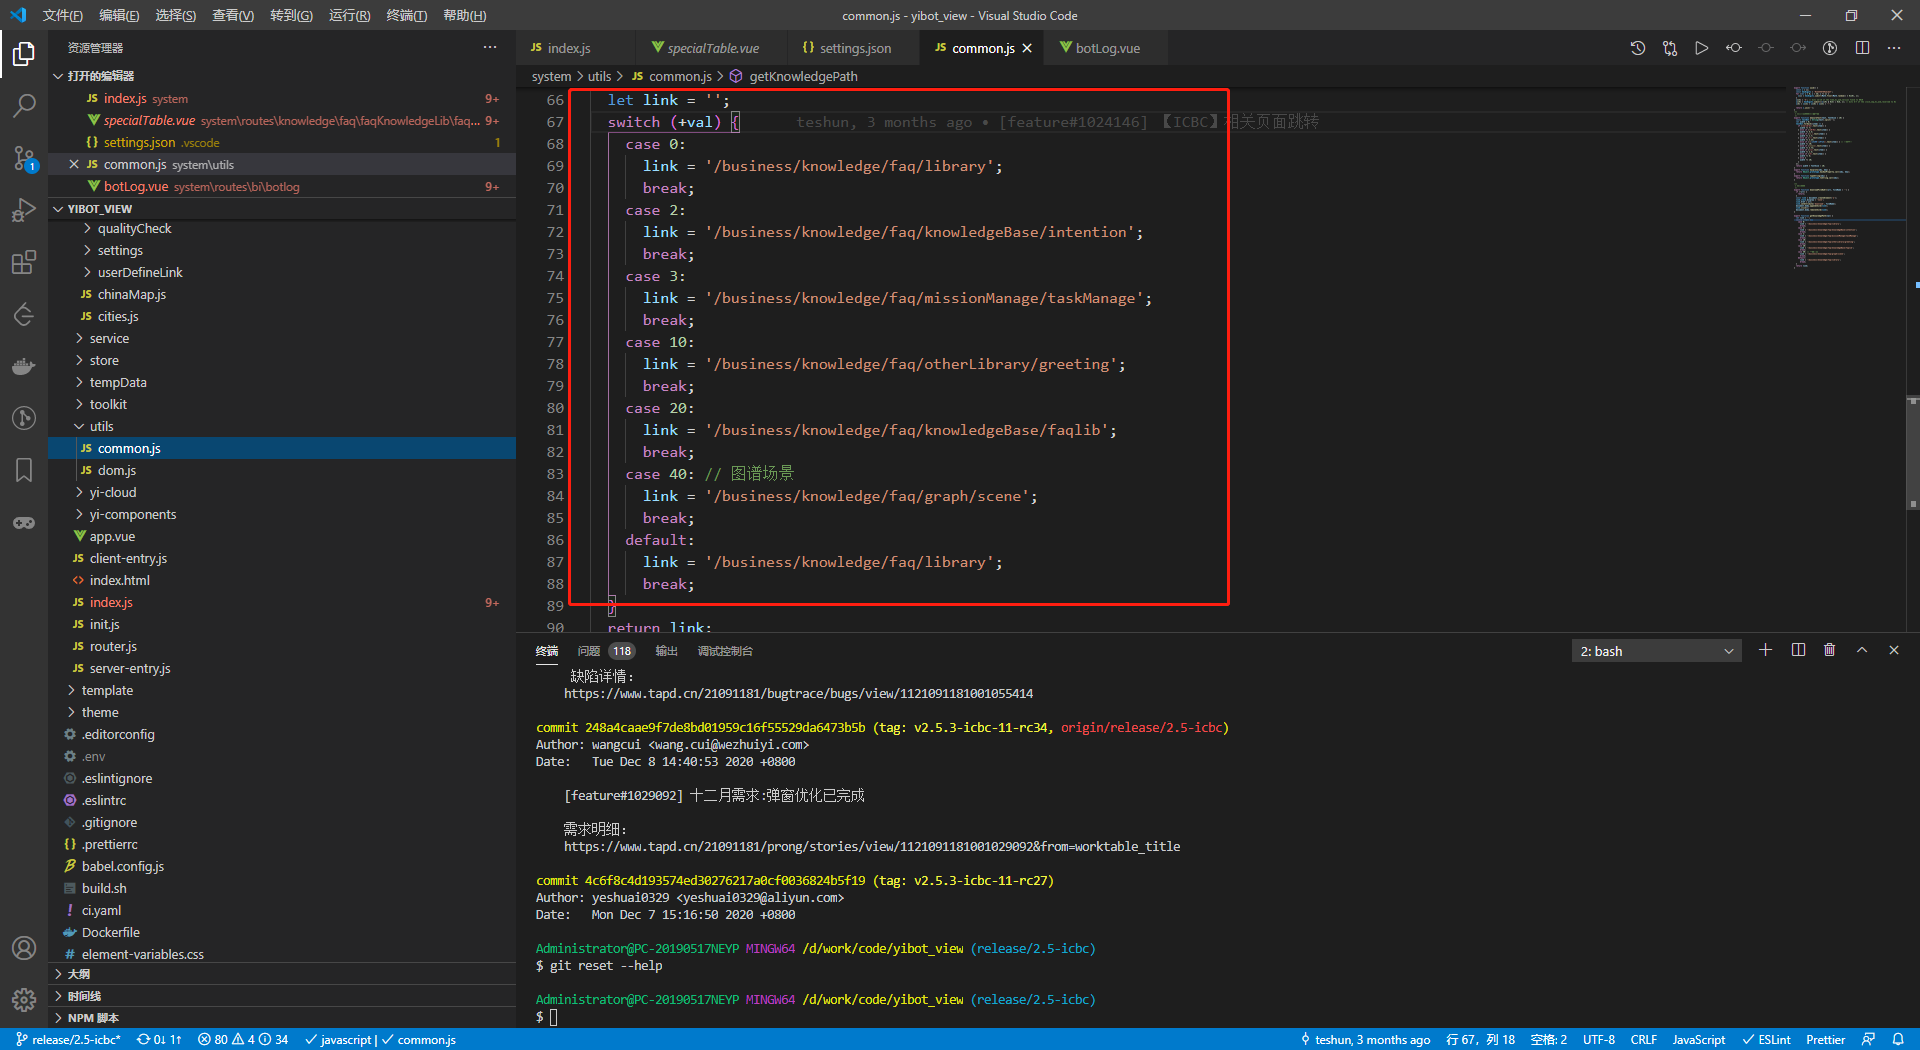 文件(F) 编辑(E) 选择(S) 查看(V) 转到(G) 运行(R) 终端(T) 帮助(H)
common.js - yibot_view - Visual Studio Code
资源管理器
打开的编辑器
JS index.js system 9+
specialTable.vue system\routes\knowledge\faq\faqKnowledgeLib\faq... 9+
{} settings.json .vscode 1
JS common.js system\utils
botLog.vue system\routes\bi\botlog 9+
YIBOT_VIEW
qualityCheck
settings
userDefineLink
JS chinaMap.js
JS cities.js
service
store
tempData
toolkit
utils
JS common.js
JS dom.js
yi-cloud
yi-components
app.vue
JS client-entry.js
<> index.html
JS index.js 9+
JS init.js
JS router.js
JS server-entry.js
template
theme
.editorconfig
.env
.eslintignore
.eslintrc
.gitignore
{} .prettierrc
babel.config.js
build.sh
! ci.yaml
Dockerfile
# element-variables.css
大纲
时间线
NPM 脚本
JS index.js
specialTable.vue
{} settings.json
JS common.js
botLog.vue
system > utils > JS common.js > getKnowledgePath
66 let link = '';
67 switch (+val) { teshun, 3 months ago • [feature#1024146] 【ICBC】相关页面跳转
68 case 0:
69 link = '/business/knowledge/faq/library';
70 break;
71 case 2:
72 link = '/business/knowledge/faq/knowledgeBase/intention';
73 break;
74 case 3:
75 link = '/business/knowledge/faq/missionManage/taskManage';
76 break;
77 case 10:
78 link = '/business/knowledge/faq/otherLibrary/greeting';
79 break;
80 case 20:
81 link = '/business/knowledge/faq/knowledgeBase/faqlib';
82 break;
83 case 40: // 图谱场景
84 link = '/business/knowledge/faq/graph/scene';
85 break;
86 default:
87 link = '/business/knowledge/faq/library';
88 break;
89 }
90 return link;
终端 问题 118 输出 调试控制台
2: bash
缺陷详情：
https://www.tapd.cn/21091181/bugtrace/bugs/view/1121091181001055414
commit 248a4caae9f7de8bd01959c16f55529da6473b5b (tag: v2.5.3-icbc-11-rc34, origin/release/2.5-icbc)
Author: wangcui <wang.cui@wezhuiyi.com>
Date: Tue Dec 8 14:40:53 2020 +0800
[feature#1029092] 十二月需求:弹窗优化已完成
需求明细：
https://www.tapd.cn/21091181/prong/stories/view/1121091181001029092&from=worktable_title
commit 4c6f8c4d193574ed30276217a0cf0036824b5f19 (tag: v2.5.3-icbc-11-rc27)
Author: yeshuai0329 <yeshuai0329@aliyun.com>
Date: Mon Dec 7 15:16:50 2020 +0800
Administrator@PC-20190517NEYP MINGW64 /d/work/code/yibot_view (release/2.5-icbc)
$ git reset --help
Administrator@PC-20190517NEYP MINGW64 /d/work/code/yibot_view (release/2.5-icbc)
$
1
release/2.5-icbc* 0↓ 1↑ 80 4 34 javascript | common.js
teshun, 3 months ago 行 67，列 18 空格: 2 UTF-8 CRLF JavaScript ESLint Prettier